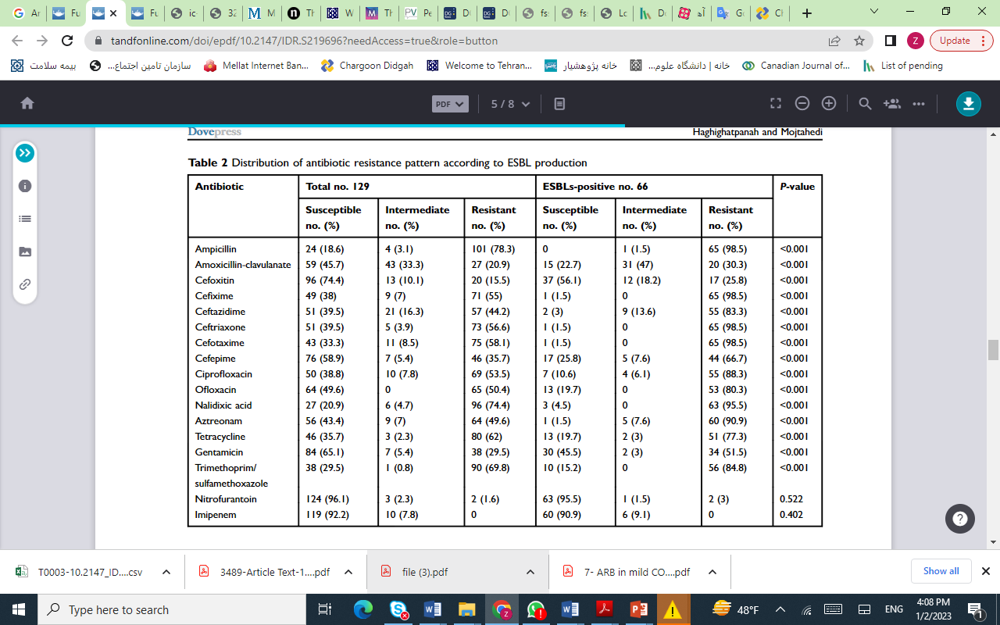 Ar
Fu
Fu
ic
32
M
Th
W
Th
Pe
D
D
fs
fs
Lc
D
آه
G
Cl
tandfonline.com/doi/epdf/10.2147/IDR.S219696?needAccess=true&role=button
Z
Update
بیمه سلامت
سازمان تامین اجتماع...
Mellat Internet Ban...
Chargoon Didgah
Welcome to Tehran...
خانه پژوهشیار
خانه | دانشگاه علوم...
Canadian Journal of...
List of pending
PDF
5 / 8
Dovepress
Haghighatpanah and Mojtahedi
Table 2 Distribution of antibiotic resistance pattern according to ESBL production
Antibiotic Total no. 129 ESBLs-positive no. 66 P-value
Susceptible Intermediate Resistant Susceptible Intermediate Resistant
no. (%) no. (%) no. (%) no. (%) no. (%) no. (%)
Ampicillin 24 (18.6) 4 (3.1) 101 (78.3) 0 1 (1.5) 65 (98.5) <0.001
Amoxicillin-clavulanate 59 (45.7) 43 (33.3) 27 (20.9) 15 (22.7) 31 (47) 20 (30.3) <0.001
Cefoxitin 96 (74.4) 13 (10.1) 20 (15.5) 37 (56.1) 12 (18.2) 17 (25.8) <0.001
Cefixime 49 (38) 9 (7) 71 (55) 1 (1.5) 0 65 (98.5) <0.001
Ceftazidime 51 (39.5) 21 (16.3) 57 (44.2) 2 (3) 9 (13.6) 55 (83.3) <0.001
Ceftriaxone 51 (39.5) 5 (3.9) 73 (56.6) 1 (1.5) 0 65 (98.5) <0.001
Cefotaxime 43 (33.3) 11 (8.5) 75 (58.1) 1 (1.5) 0 65 (98.5) <0.001
Cefepime 76 (58.9) 7 (5.4) 46 (35.7) 17 (25.8) 5 (7.6) 44 (66.7) <0.001
Ciprofloxacin 50 (38.8) 10 (7.8) 69 (53.5) 7 (10.6) 4 (6.1) 55 (88.3) <0.001
Ofloxacin 64 (49.6) 0 65 (50.4) 13 (19.7) 0 53 (80.3) <0.001
Nalidixic acid 27 (20.9) 6 (4.7) 96 (74.4) 3 (4.5) 0 63 (95.5) <0.001
Aztreonam 56 (43.4) 9 (7) 64 (49.6) 1 (1.5) 5 (7.6) 60 (90.9) <0.001
Tetracycline 46 (35.7) 3 (2.3) 80 (62) 13 (19.7) 2 (3) 51 (77.3) <0.001
Gentamicin 84 (65.1) 7 (5.4) 38 (29.5) 30 (45.5) 2 (3) 34 (51.5) <0.001
Trimethoprim/ 38 (29.5) 1 (0.8) 90 (69.8) 10 (15.2) 0 56 (84.8) <0.001
sulfamethoxazole
Nitrofurantoin 124 (96.1) 3 (2.3) 2 (1.6) 63 (95.5) 1 (1.5) 2 (3) 0.522
Imipenem 119 (92.2) 10 (7.8) 0 60 (90.9) 6 (9.1) 0 0.402
T0003-10.2147_ID....csv
3489-Article Text-1....pdf
file (3).pdf
7- ARB in mild CO....pdf
Show all
Type here to search
48°F
ENG
4:08 PM
1/2/2023